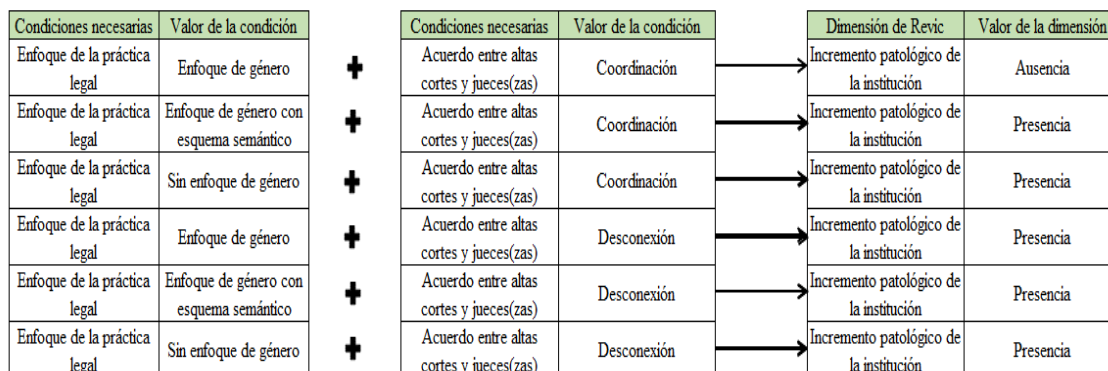 Condiciones necesarias Valor de la condición Condiciones necesarias Valor de la condición Dimensión de Revic Valor de la dimensión
Enfoque de la práctica Acuerdo entre altas Incremento patológico de
legal Enfoque de género + cortes y jueces(zas) Coordinación la institución Ausencia
Enfoque de la práctica Enfoque de género con Acuerdo entre altas Incremento patológico de
legal esquema semántico + cortes y jueces(zas) Coordinación la institución Presencia
Enfoque de la práctica Acuerdo entre altas Incremento patológico de
legal Sin enfoque de género + cortes y jueces(zas) Coordinación la institución Presencia
Enfoque de la práctica Acuerdo entre altas Incremento patológico de
legal Enfoque de género + cortes y jueces(zas) Desconexión la institución Presencia
Enfoque de la práctica Enfoque de género con Acuerdo entre altas Incremento patológico de
legal esquema semántico + cortes y jueces(zas) Desconexión la institución Presencia
Enfoque de la práctica Acuerdo entre altas Incremento patológico de
legal Sin enfoque de género + cortes y jueces(zas) Desconexión la institución Presencia